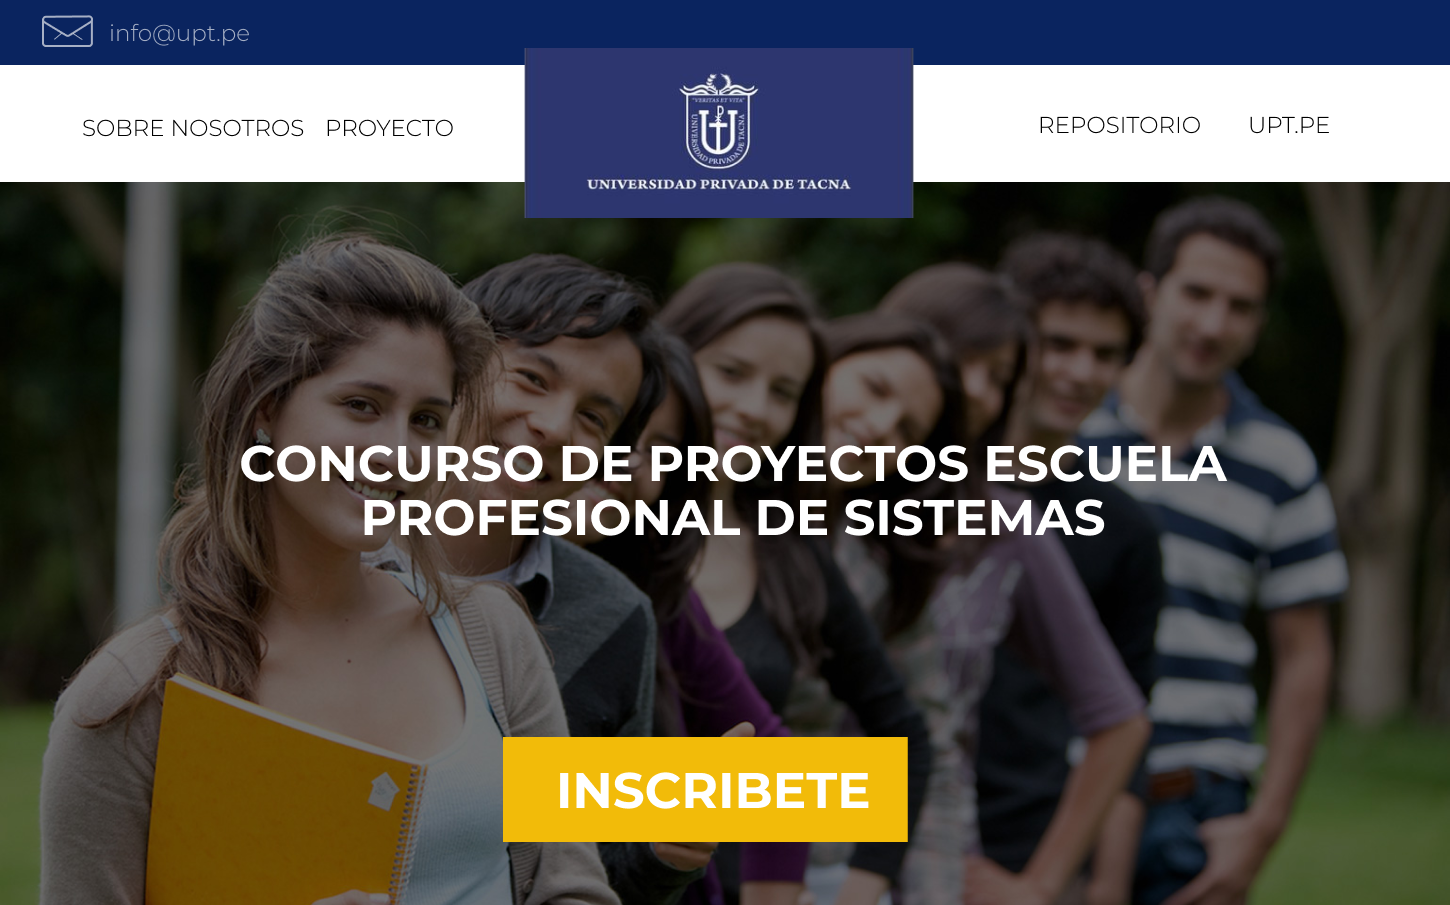 info@upt.pe
SOBRE NOSOTROS PROYECTO
"VERITAS ET VITA"
UNIVERSIDAD PRIVADA DE TACNA
UNIVERSIDAD PRIVADA DE TACNA
REPOSITORIO UPT.PE
CONCURSO DE PROYECTOS ESCUELA
PROFESIONAL DE SISTEMAS
INSCRIBETE